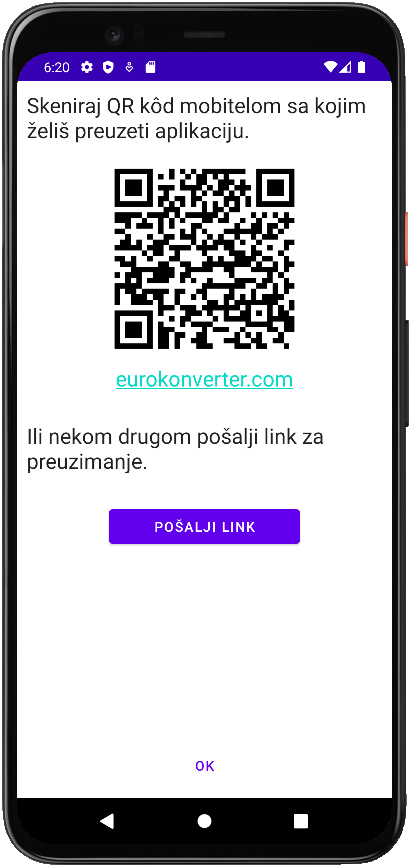 6:20
Skeniraj QR kôd mobitelom sa kojim
želiš preuzeti aplikaciju.
eurokonverter.com
Ili nekom drugom pošalji link za
preuzimanje.
POŠALJI LINK
OK